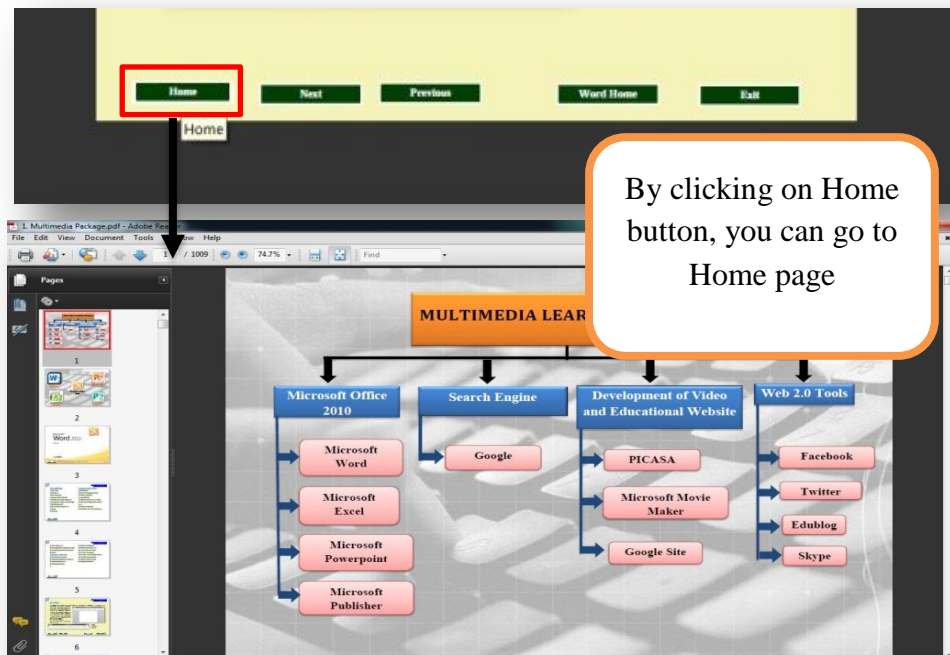 Home
Next
Previous
Word Home
Exit
Home
By clicking on Home
button, you can go to
Home page
1. Multimedia Package.pdf - Adobe Reader
File Edit View Document Tools Help
1 / 1009 74.7% Find
Pages
1
2
3
4
5
6
MULTIMEDIA LEAR
Microsoft Office
2010
Microsoft
Word
Microsoft
Excel
Microsoft
Powerpoint
Microsoft
Publisher
Search Engine
Google
Development of Video
and Educational Website
PICASA
Microsoft Movie
Maker
Google Site
Web 2.0 Tools
Facebook
Twitter
Edublog
Skype